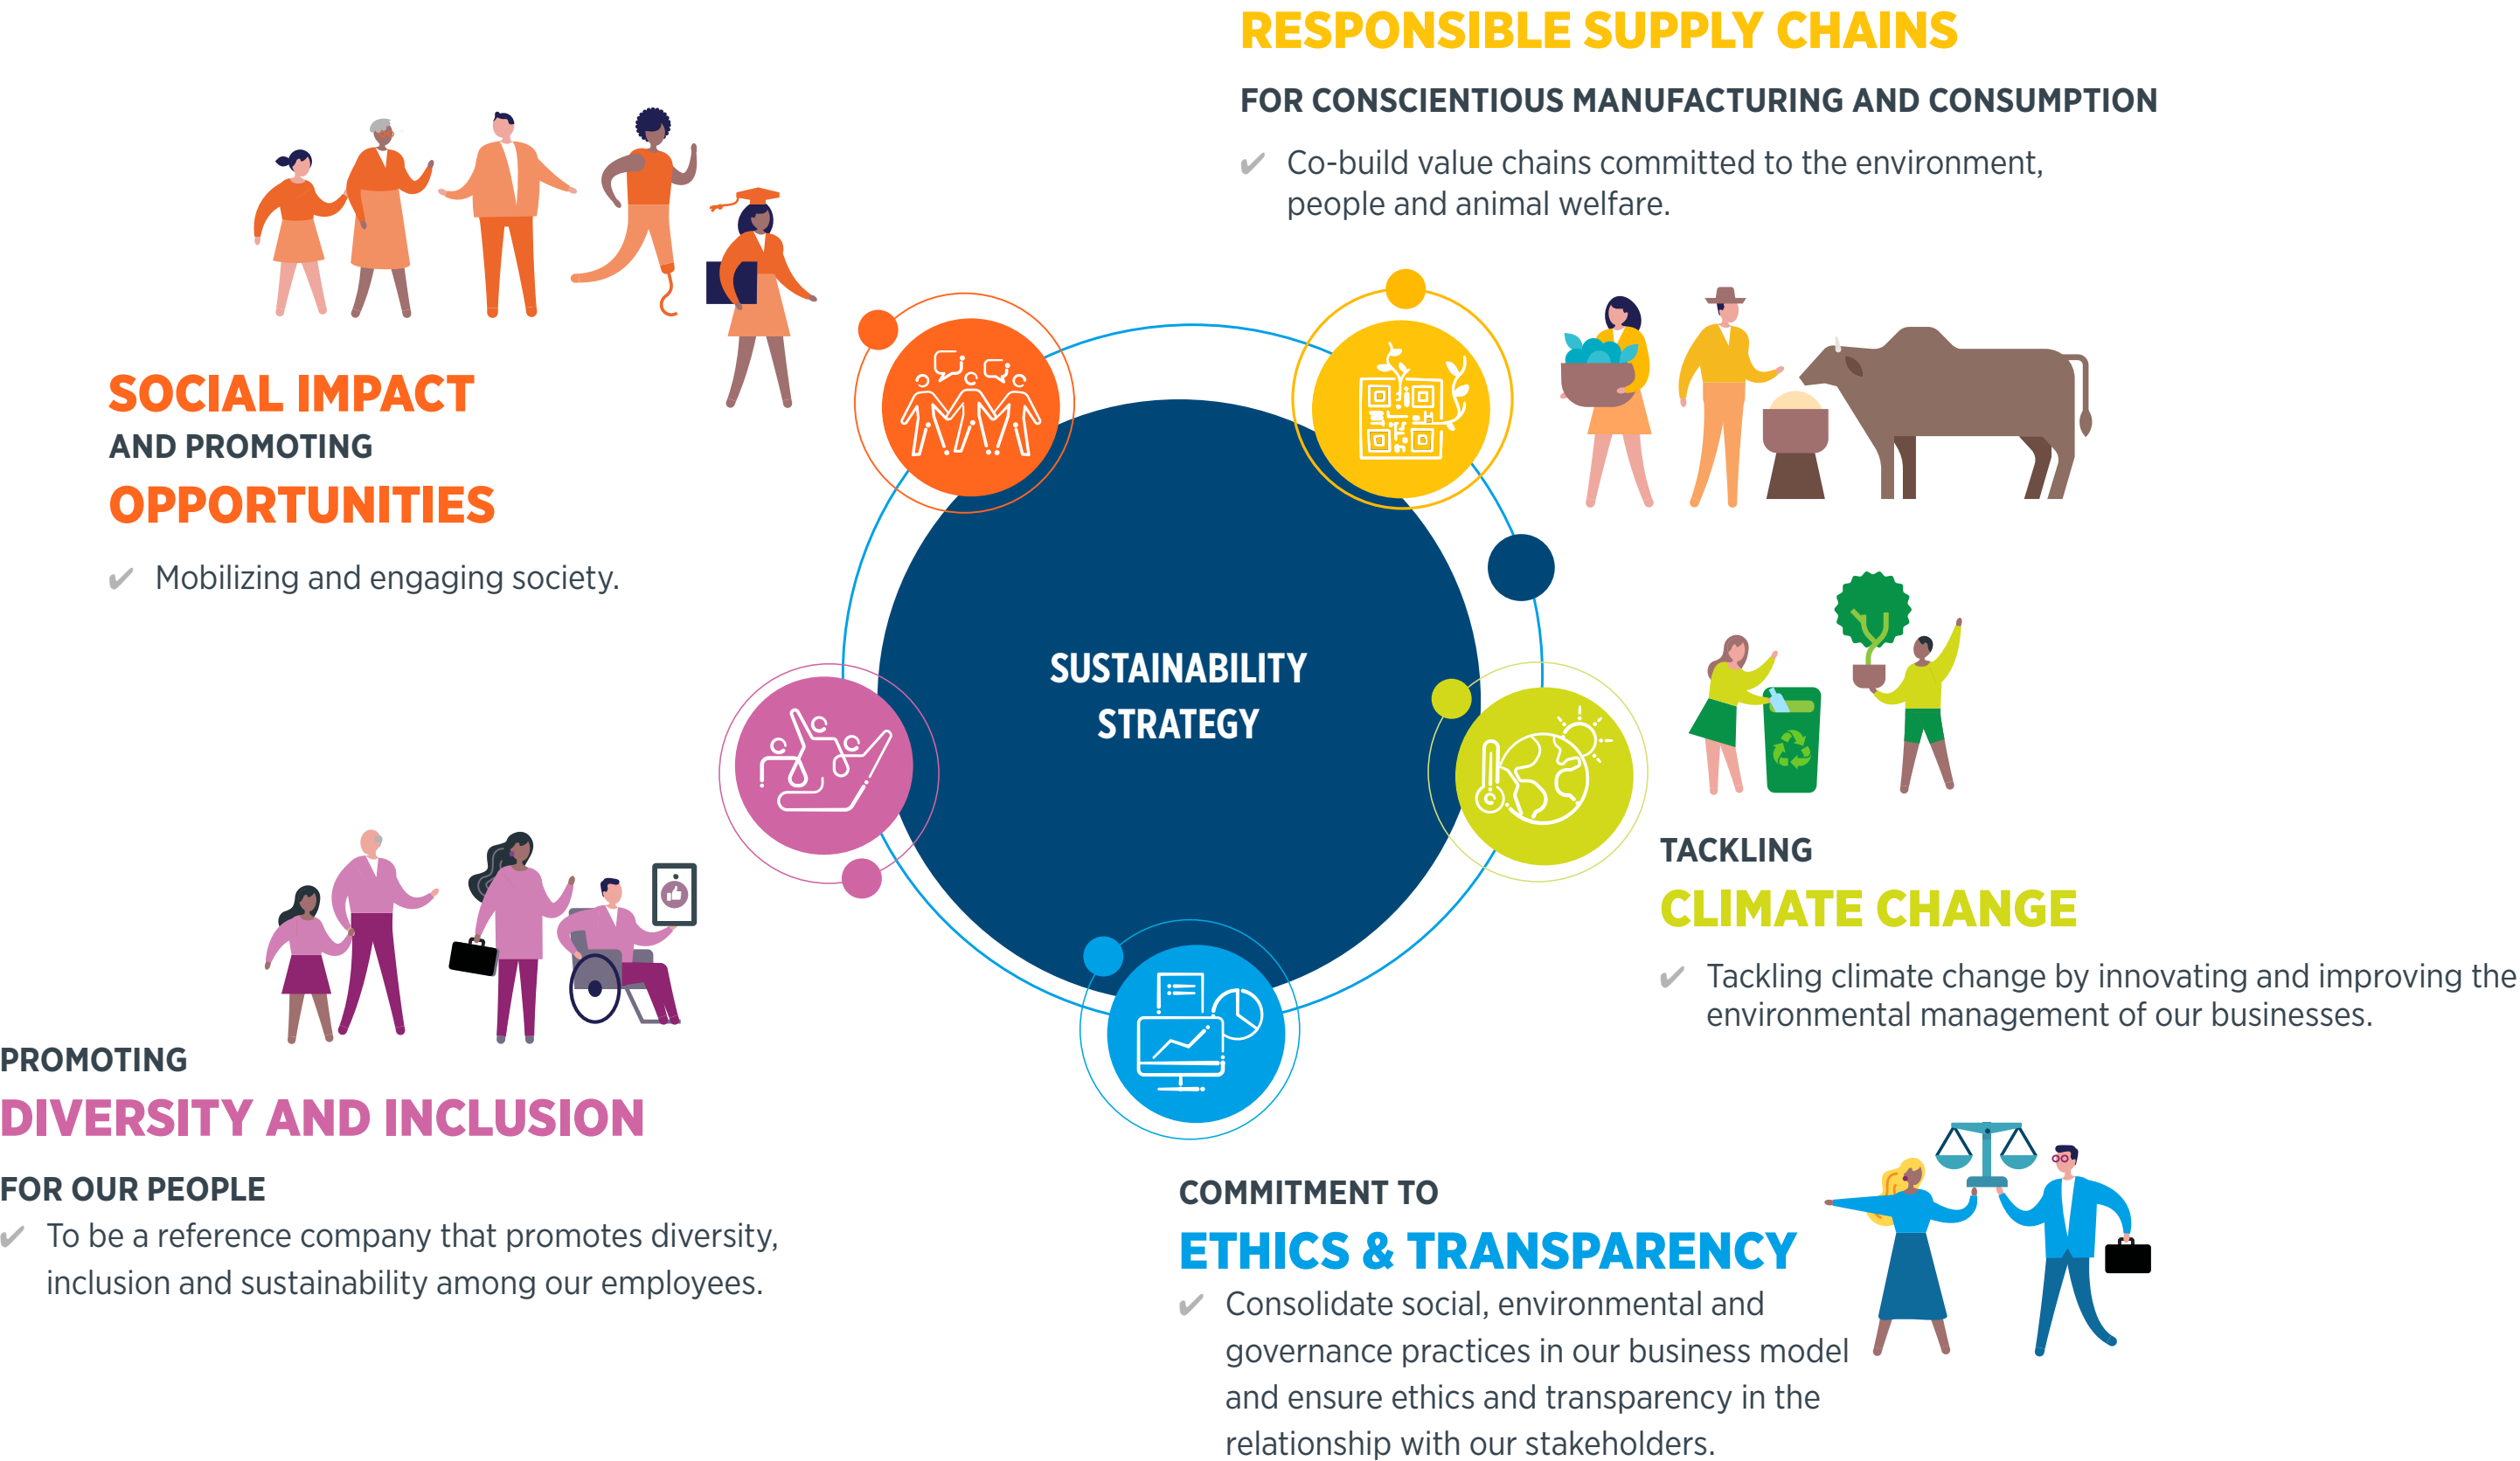 RESPONSIBLE SUPPLY CHAINS
FOR CONSCIENTIOUS MANUFACTURING AND CONSUMPTION
✔ Co-build value chains committed to the environment,
people and animal welfare.
SOCIAL IMPACT
AND PROMOTING
OPPORTUNITIES
✔ Mobilizing and engaging society.
SUSTAINABILITY
STRATEGY
TACKLING
CLIMATE CHANGE
✔ Tackling climate change by innovating and improving the
environmental management of our businesses.
PROMOTING
DIVERSITY AND INCLUSION
FOR OUR PEOPLE
✔ To be a reference company that promotes diversity,
inclusion and sustainability among our employees.
COMMITMENT TO
ETHICS & TRANSPARENCY
✔ Consolidate social, environmental and
governance practices in our business model
and ensure ethics and transparency in the
relationship with our stakeholders.